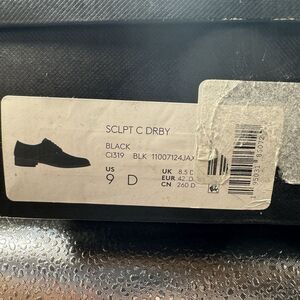 SCLPT C DRBY
BLACK
CI319 BLK 11007124JAX
US
9 D
UK 8.5 D
EUR 42 D
CN 260 D